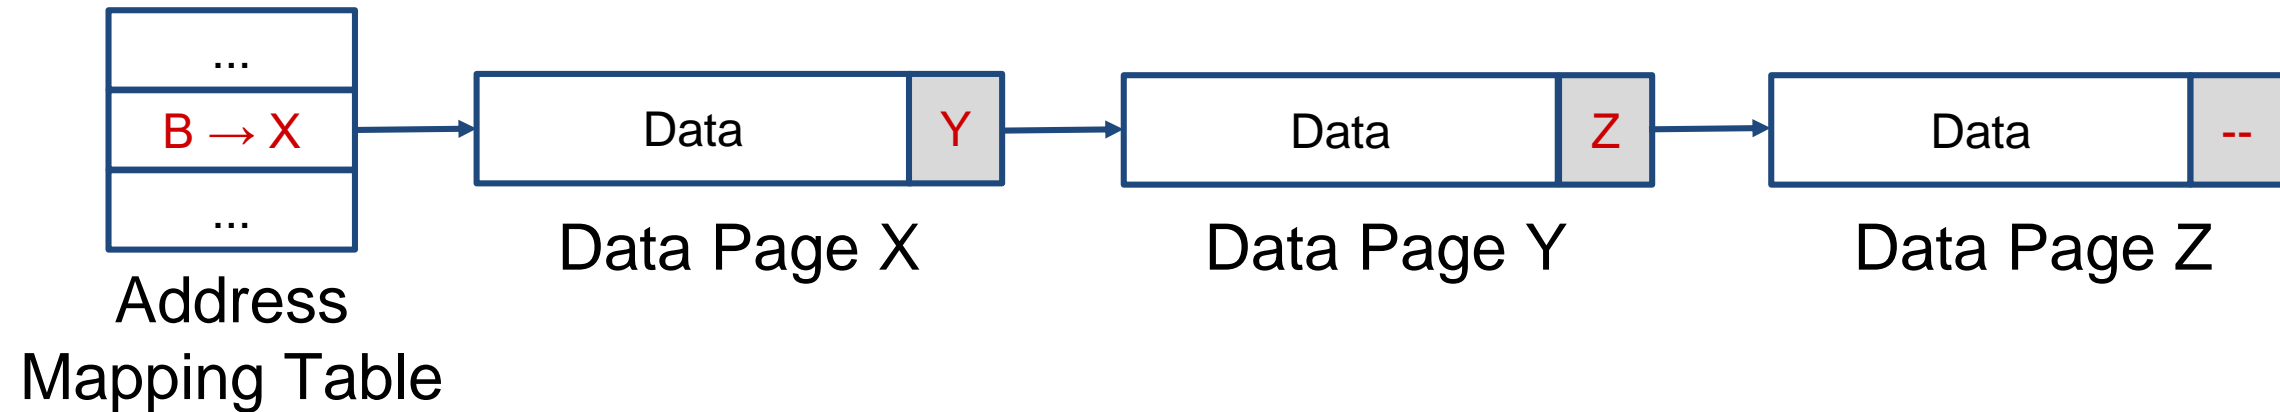 ...
B → X
...
Address
Mapping Table
Data
Y
Data Page X
Data
Z
Data Page Y
Data
--
Data Page Z